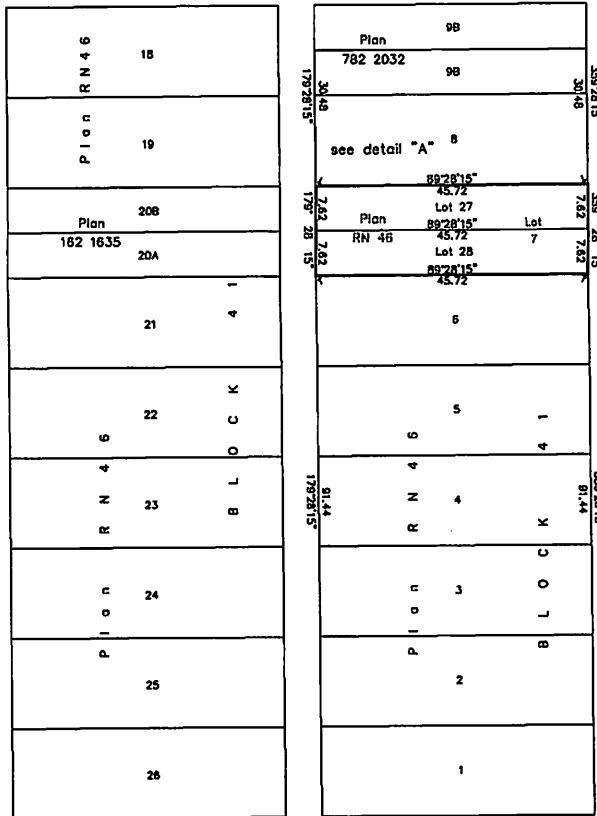 18
Plan RN46
19
20B
Plan
162 1635
20A
21
BLOCK 41
22
Plan RN46
23
24
25
26
9B
Plan
782 2032
9B
30.48
179°28'15"
30.48
8
see detail "A"
89°28'15"
45.72
Lot 27
7.62
179° 28 15"
7.62
Plan
RN 46
89°28'15"
45.72
Lot
7
Lot 28
7.62
7.62
89°28'15"
45.72
6
5
Plan RN46
BLOCK 41
4
91.44
179°28'15"
91.44
3
2
1